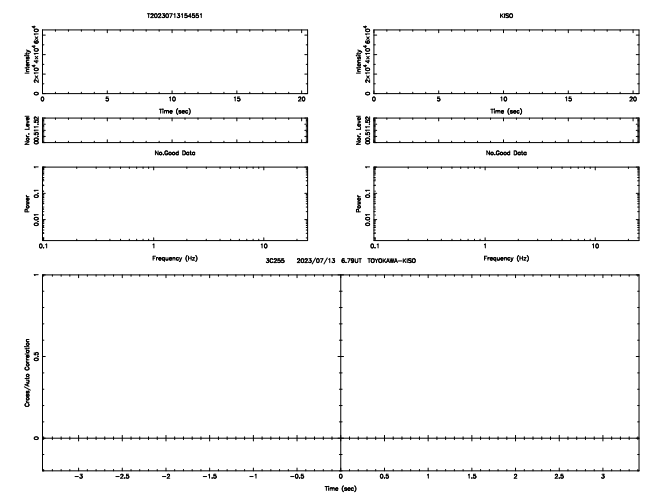 T20230713154551 KISO
Intensity 2×10⁴ 4×10⁴ 6×10⁴ 0
Intensity 2×10⁴ 4×10⁴ 6×10⁴ 0
0 5 10 15 20 0 5 10 15 20
Time (sec) Time (sec)
Nor. Level 00.511.52 Nor. Level 00.511.52
No.Good Data No.Good Data
Power 0.01 0.1 1 Power 0.01 0.1 1
0.1 1 10 0.1 1 10
Frequency (Hz) Frequency (Hz)
3C255 2023/07/13 6.79UT TOYOKAWA-KISO
Cross/Auto Correlation 0 0.5 1
-3 -2.5 -2 -1.5 -1 -0.5 0 0.5 1 1.5 2 2.5 3
Time (sec)